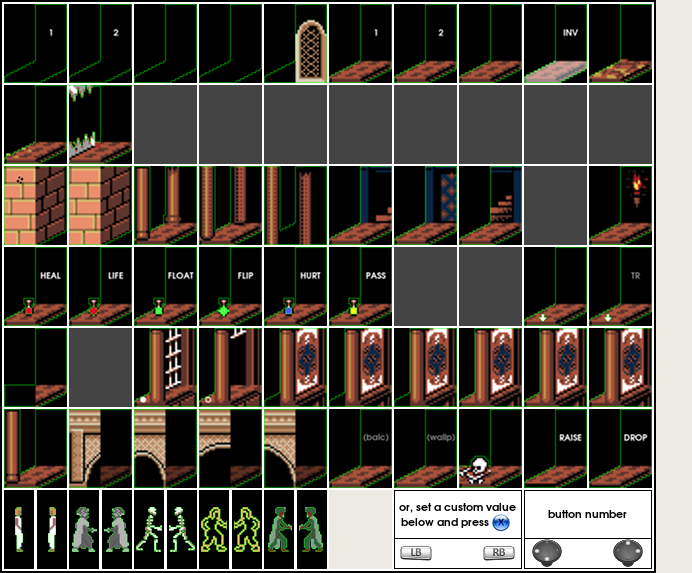 1
2
1
2
INV
HEAL
LIFE
FLOAT
FLIP
HURT
PASS
TR
(balc)
(wallp)
RAISE
DROP
or, set a custom value
below and press X
button number
LB
RB